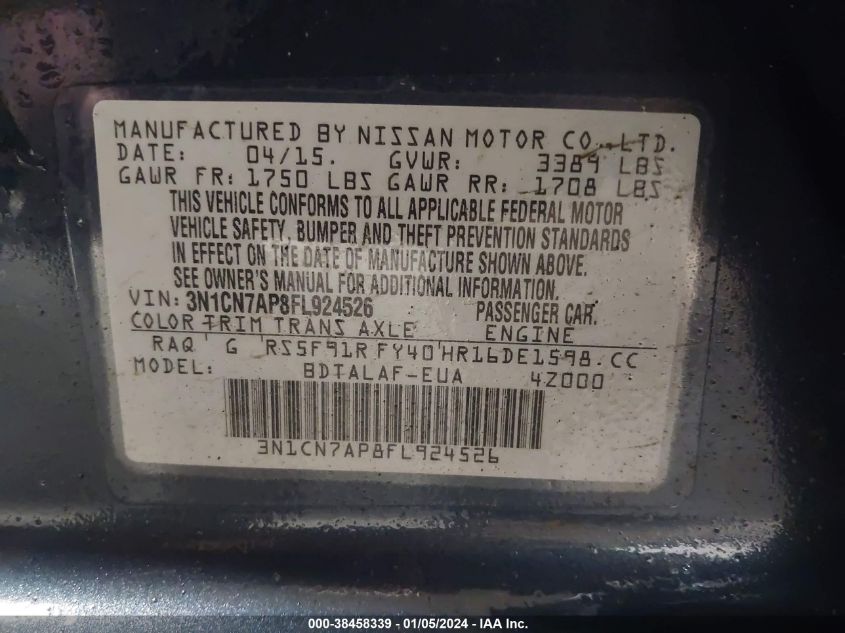 MANUFACTURED BY NISSAN MOTOR CO., LTD.
DATE: 04/15. GVWR: 3389 LBS
GAWR FR: 1750 LBS GAWR RR: 1708 LBS
THIS VEHICLE CONFORMS TO ALL APPLICABLE FEDERAL MOTOR
VEHICLE SAFETY, BUMPER AND THEFT PREVENTION STANDARDS
IN EFFECT ON THE DATE OF MANUFACTURE SHOWN ABOVE.
SEE OWNER'S MANUAL FOR ADDITIONAL INFORMATION.
VIN: 3N1CN7AP8FL924526 PASSENGER CAR.
COLOR TRIM TRANS AXLE ENGINE
RAQ G RS5F91R FY40 HR16DE1598.CC
MODEL: BDTALAF-EUA 4Z000
3N1CN7AP8FL924526
000-38458339 - 01/05/2024 - IAA Inc.